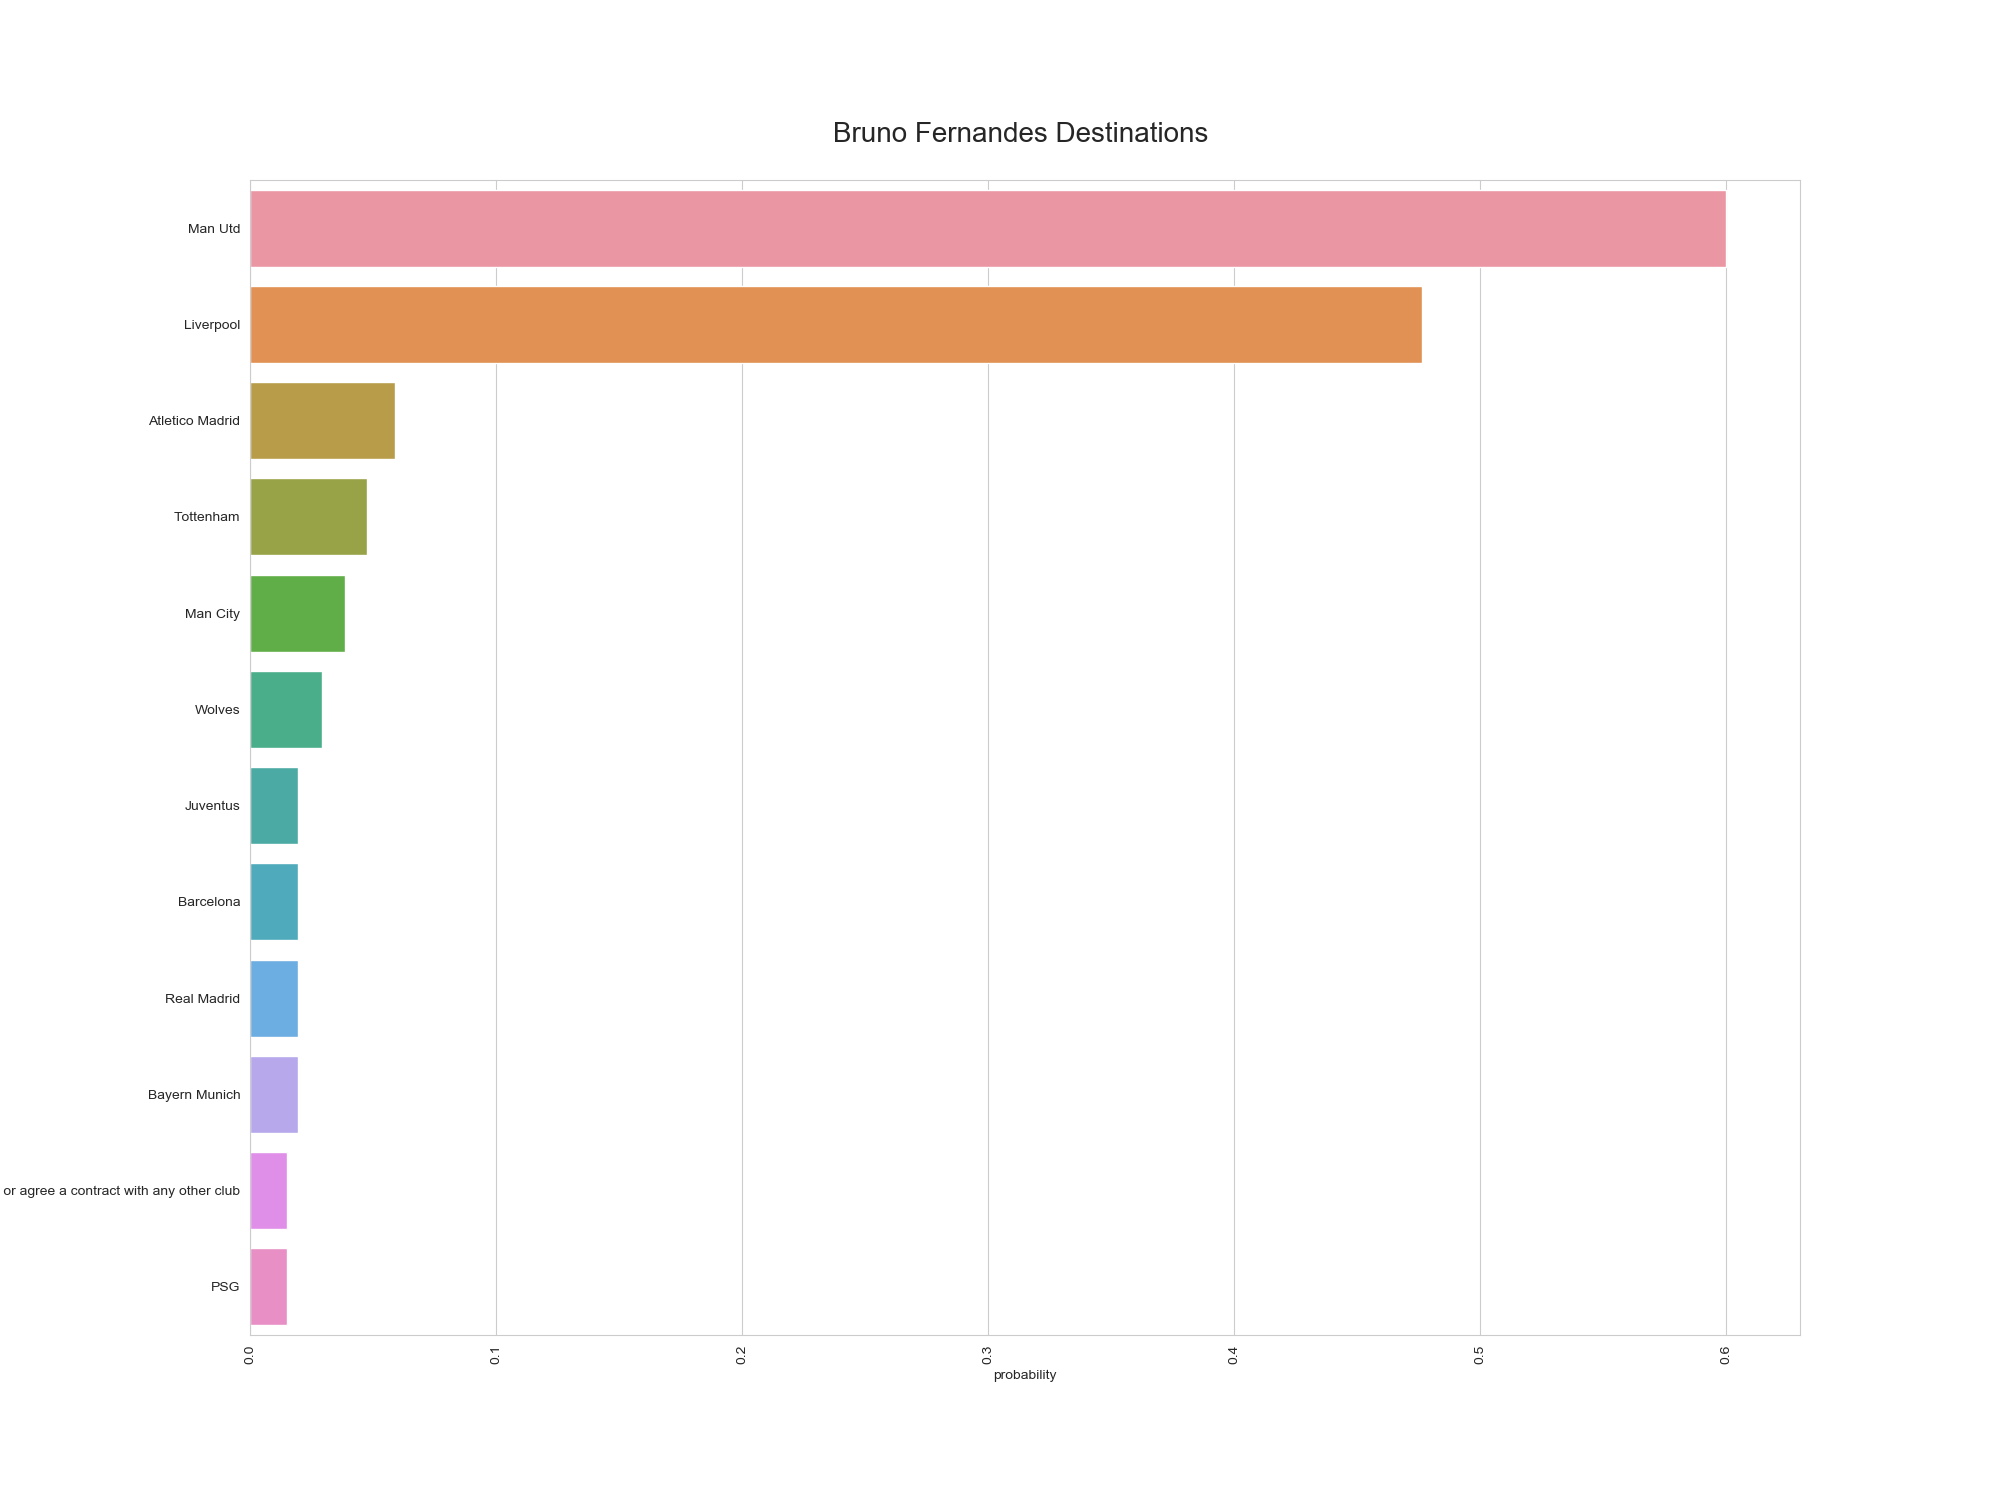 Bruno Fernandes Destinations
Man Utd
Liverpool
Atletico Madrid
Tottenham
Man City
Wolves
Juventus
Barcelona
Real Madrid
Bayern Munich
or agree a contract with any other club
PSG
0.0 0.1 0.2 0.3 0.4 0.5 0.6
probability